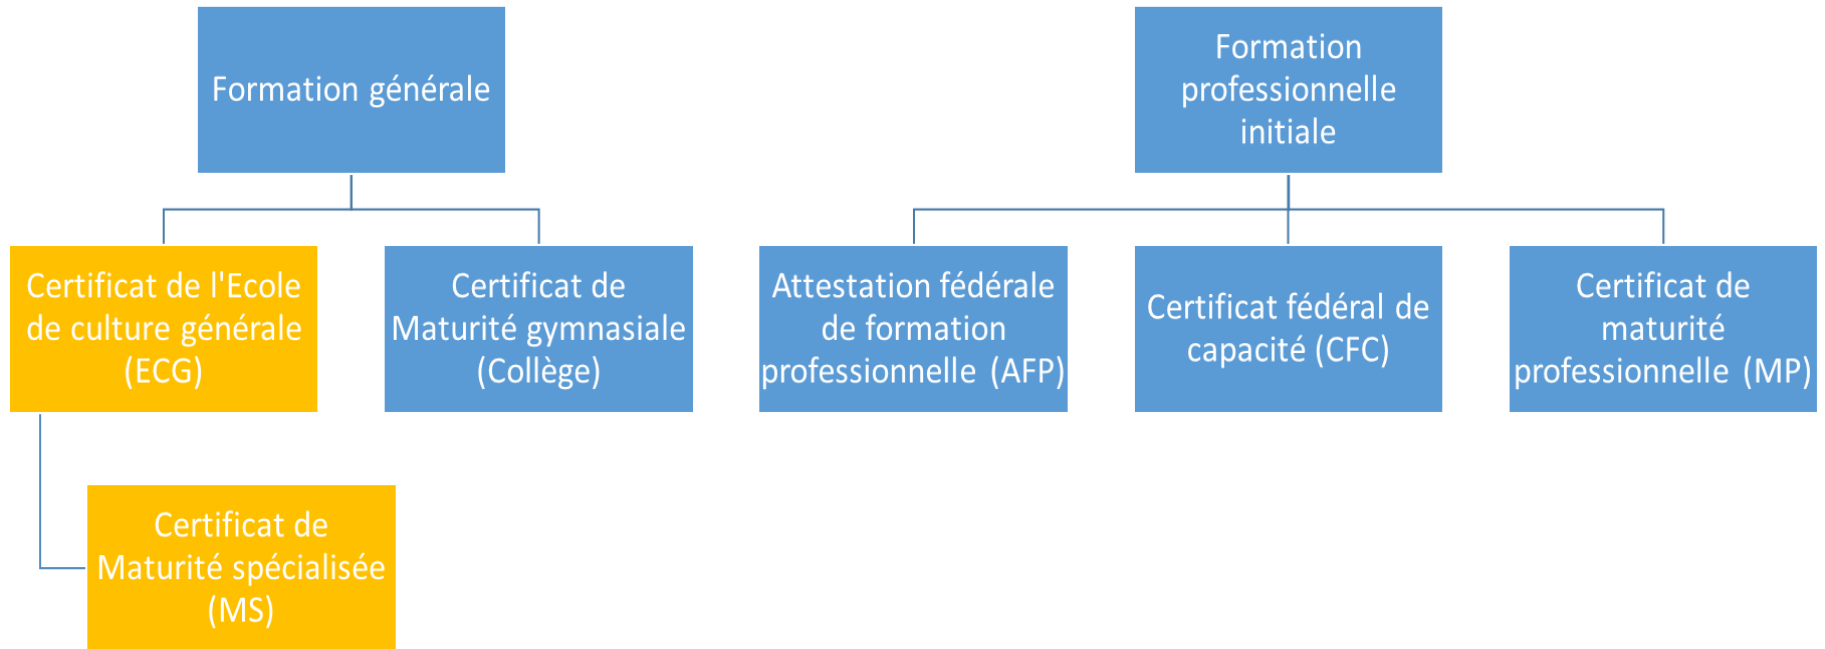 Formation générale
Formation
professionnelle
initiale
Certificat de l'Ecole
de culture générale
(ECG)
Certificat de
Maturité gymnasiale
(Collège)
Attestation fédérale
de formation
professionnelle (AFP)
Certificat fédéral de
capacité (CFC)
Certificat de
maturité
professionnelle (MP)
Certificat de
Maturité spécialisée
(MS)